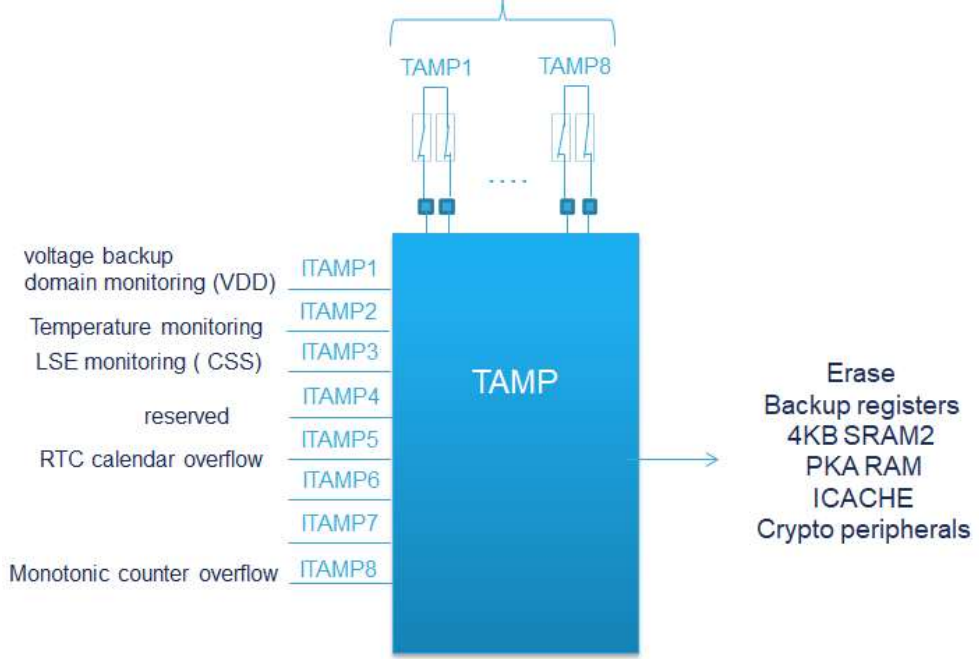 TAMP1 TAMP8
....
voltage backup
domain monitoring (VDD) ITAMP1
Temperature monitoring ITAMP2
LSE monitoring ( CSS) ITAMP3
reserved ITAMP4
RTC calendar overflow ITAMP5
ITAMP6
ITAMP7
Monotonic counter overflow ITAMP8
TAMP
Erase
Backup registers
4KB SRAM2
PKA RAM
ICACHE
Crypto peripherals